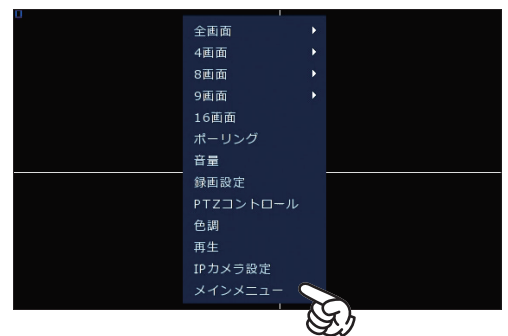 全画面
4画面
8画面
9画面
16画面
ポーリング
音量
録画設定
PTZコントロール
色調
再生
IPカメラ設定
メインメニュー